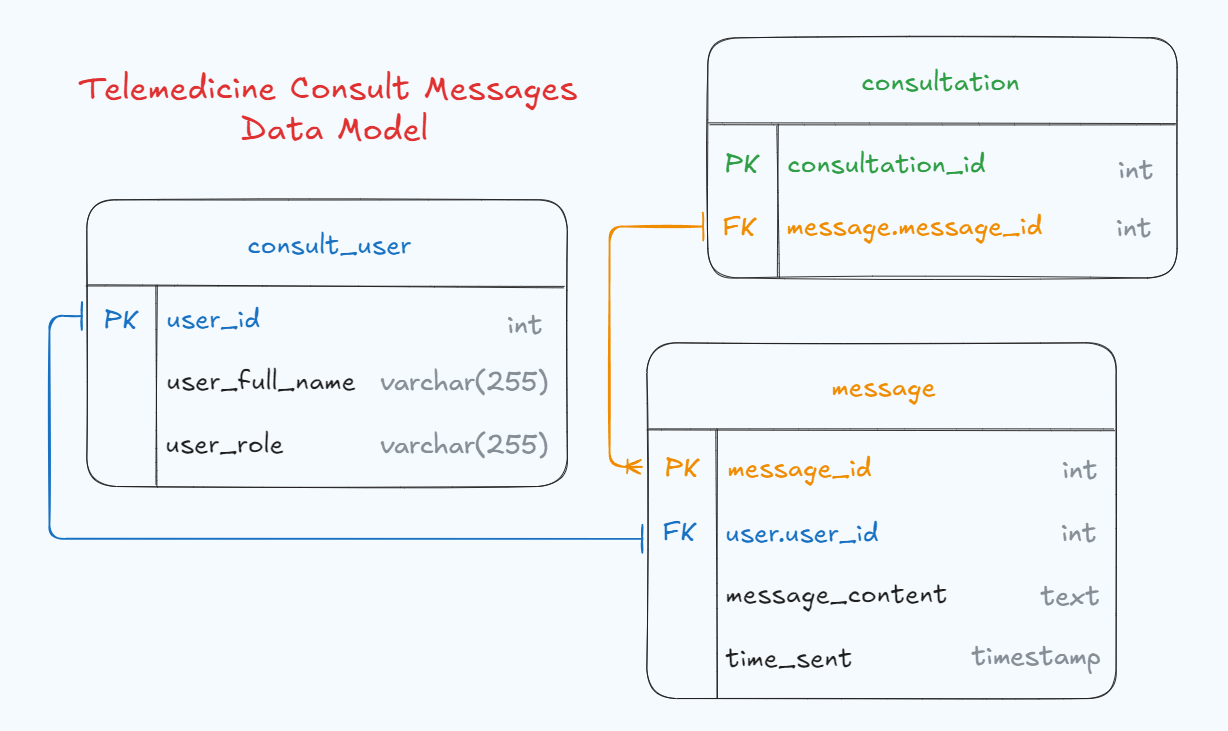 Telemedicine Consult Messages
Data Model
consult_user
PK user_id int
user_full_name varchar(255)
user_role varchar(255)
consultation
PK consultation_id int
FK message.message_id int
message
PK message_id int
FK user.user_id int
message_content text
time_sent timestamp